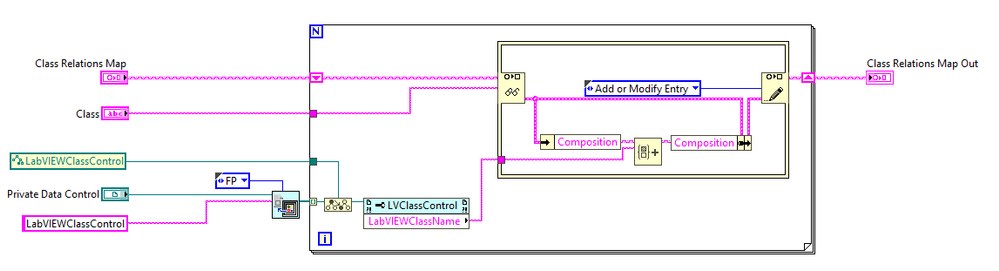 N
Class Relations Map
Class Relations Map Out
Add or Modify Entry
Class
abc
Composition
Composition
LabVIEWClassControl
FP
Private Data Control
LVClassControl
LabVIEWClassName
LabVIEWClassControl
i